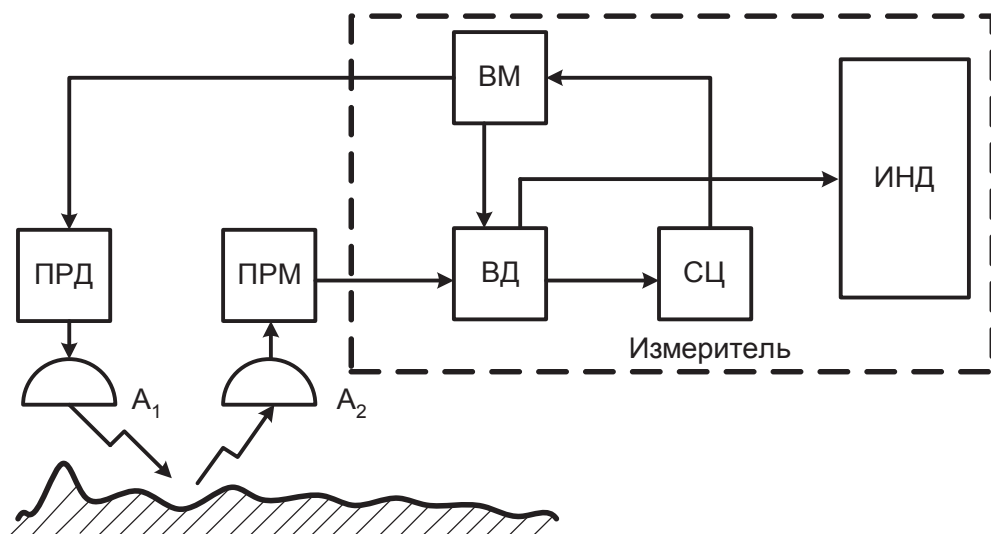 ВМ
ИНД
ПРД
ПРМ
ВД
СЦ
Измеритель
А₁
А₂